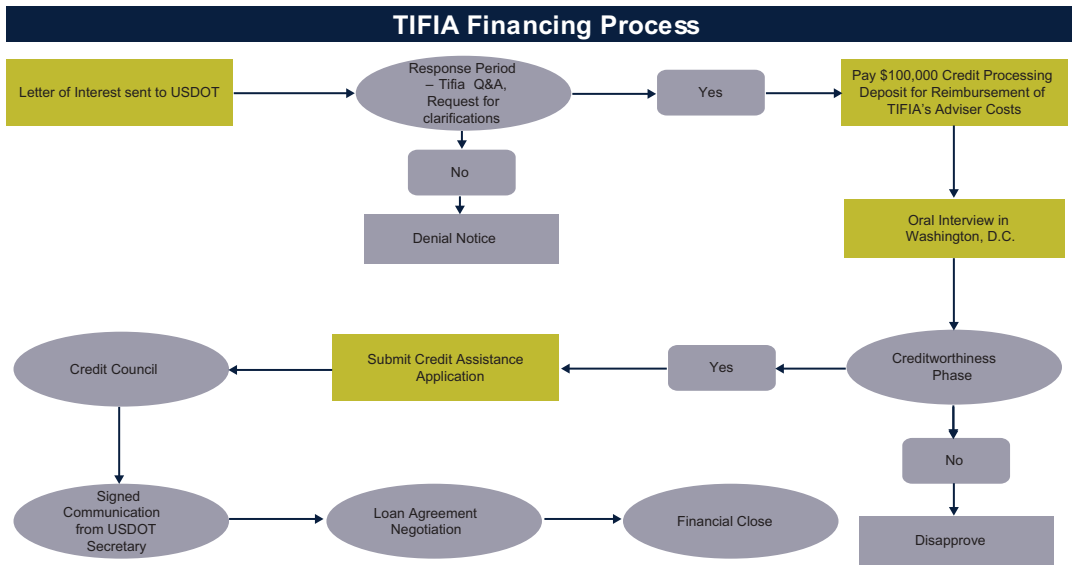 TIFIA Financing Process
Letter of Interest sent to USDOT
Response Period
– Tifia Q&A,
Request for
clarifications
Yes
Pay $100,000 Credit Processing
Deposit for Reimbursement of
TIFIA's Adviser Costs
No
Denial Notice
Oral Interview in
Washington, D.C.
Creditworthiness
Phase
Yes
Submit Credit Assistance
Application
Credit Council
No
Disapprove
Signed
Communication
from USDOT
Secretary
Loan Agreement
Negotiation
Financial Close